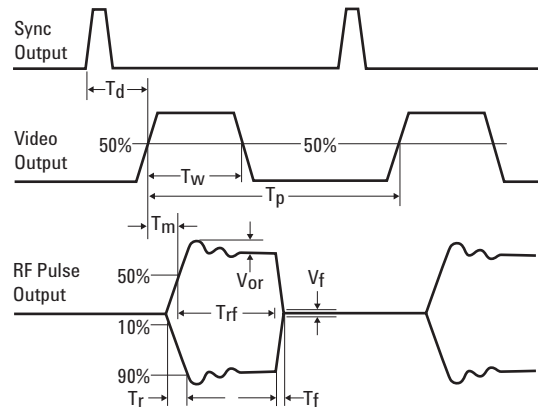 Sync
Output
Td
Video
Output
50%
50%
Tw
Tp
Tm
RF Pulse
Output
50%
Vor
Vf
Trf
10%
90%
Tr
Tf